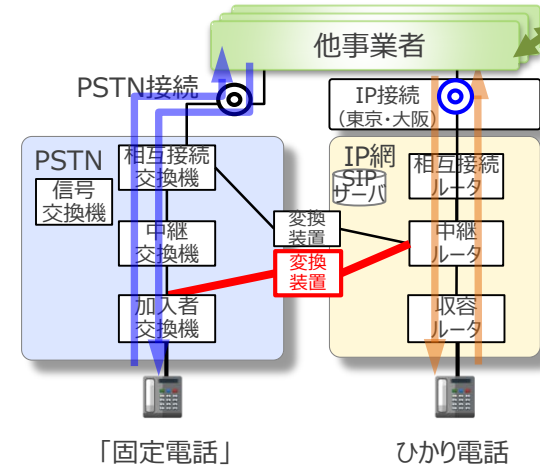 他事業者
PSTN接続
IP接続
（東京・大阪）
PSTN
相互接続
交換機
信号
交換機
中継
交換機
加入者
交換機
変換
装置
変換
装置
IP網
SIP
サーバ
相互接続
ルータ
中継
ルータ
収容
ルータ
「固定電話」
ひかり電話